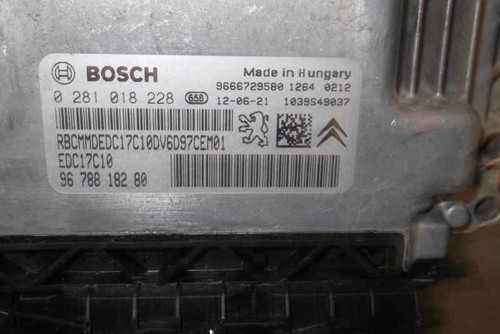 BOSCH
Made in Hungary
9666729580 1264 0212
0 281 018 228 658 12-06-21 1039S49037
RBCMMDEDC17C10DV6D97CEM01
EDC17C10
96 788 182 80